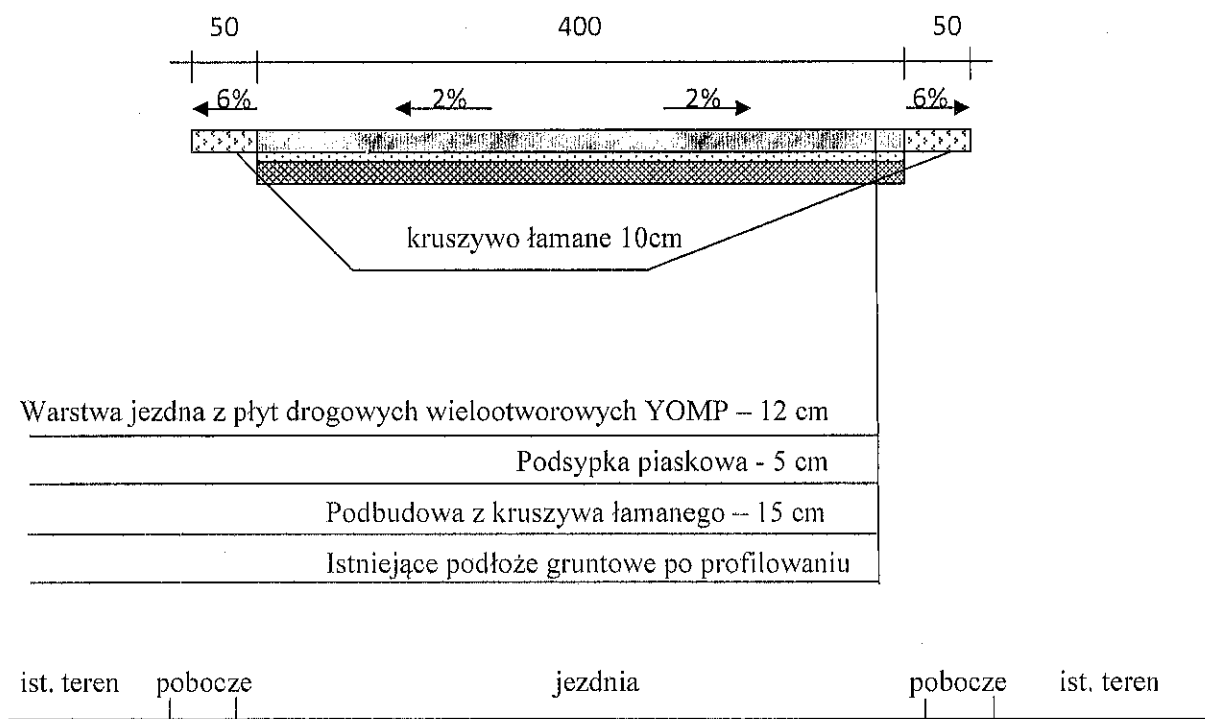 50 400 50
6% 2% 2% 6%
kruszywo łamane 10cm
Warstwa jezdna z płyt drogowych wielootworowych YOMP – 12 cm
Podsypka piaskowa - 5 cm
Podbudowa z kruszywa łamanego – 15 cm
Istniejące podłoże gruntowe po profilowaniu
ist. teren pobocze jezdnia pobocze ist. teren